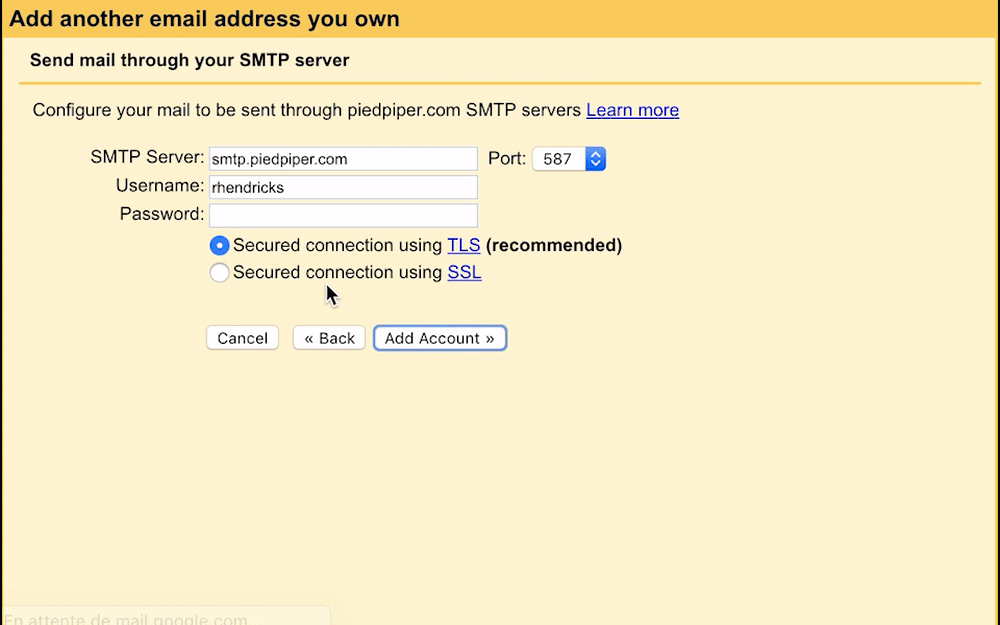 Add another email address you own
Send mail through your SMTP server
Configure your mail to be sent through piedpiper.com SMTP servers Learn more
SMTP Server: smtp.piedpiper.com Port: 587
Username: rhendricks
Password:
Secured connection using TLS (recommended)
Secured connection using SSL
Cancel « Back Add Account »
En attente de mail.google.com